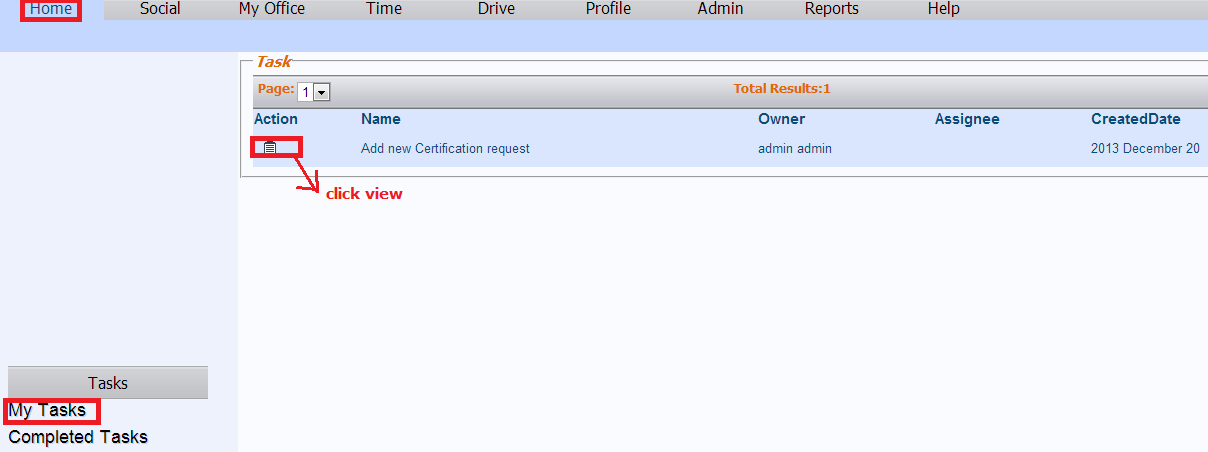 Home Social My Office Time Drive Profile Admin Reports Help
Task
Page: 1 Total Results:1
Action Name Owner Assignee CreatedDate
Add new Certification request admin admin 2013 December 20
click view
Tasks
My Tasks
Completed Tasks